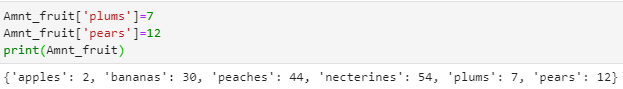 Amnt_fruit['plums']=7
Amnt_fruit['pears']=12
print(Amnt_fruit)
{'apples': 2, 'bananas': 30, 'peaches': 44, 'necterines': 54, 'plums': 7, 'pears': 12}